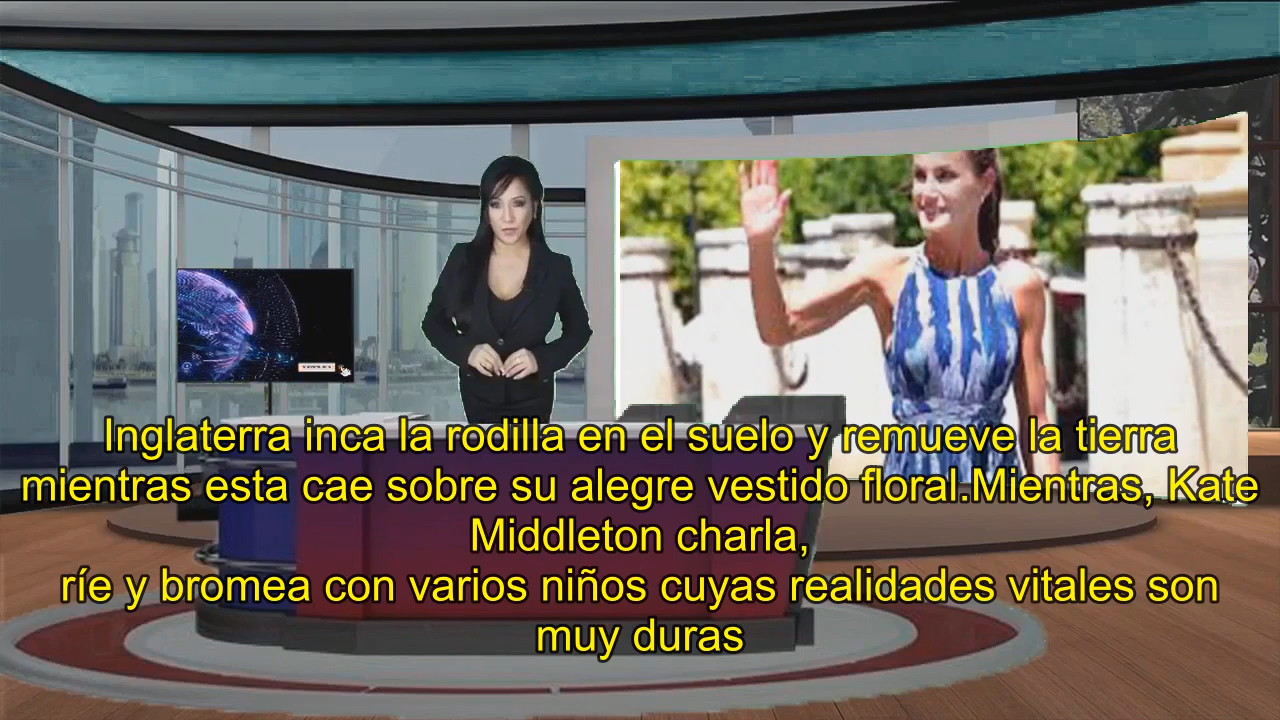 Inglaterra inca la rodilla en el suelo y remueve la tierra
mientras esta cae sobre su alegre vestido floral.Mientras, Kate
Middleton charla,
ríe y bromea con varios niños cuyas realidades vitales son
muy duras